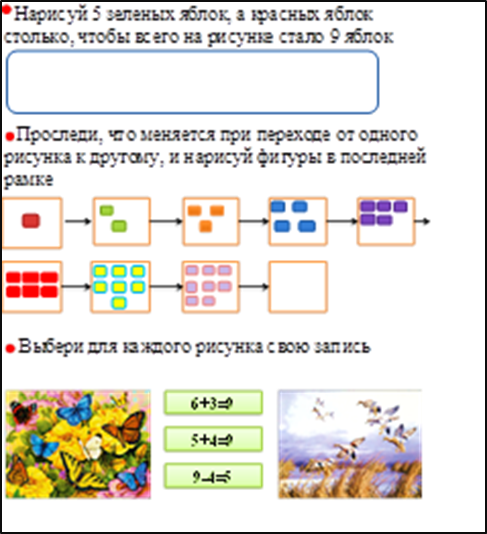 Нарисуй 5 зеленых яблок, а красных яблок
столько, чтобы всего на рисунке стало 9 яблок
Проследи, что меняется при переходе от одного
рисунка к другому, и нарисуй фигуры в последней
рамке
Выбери для каждого рисунка свою запись
6+3=9
5+4=9
9-4=5